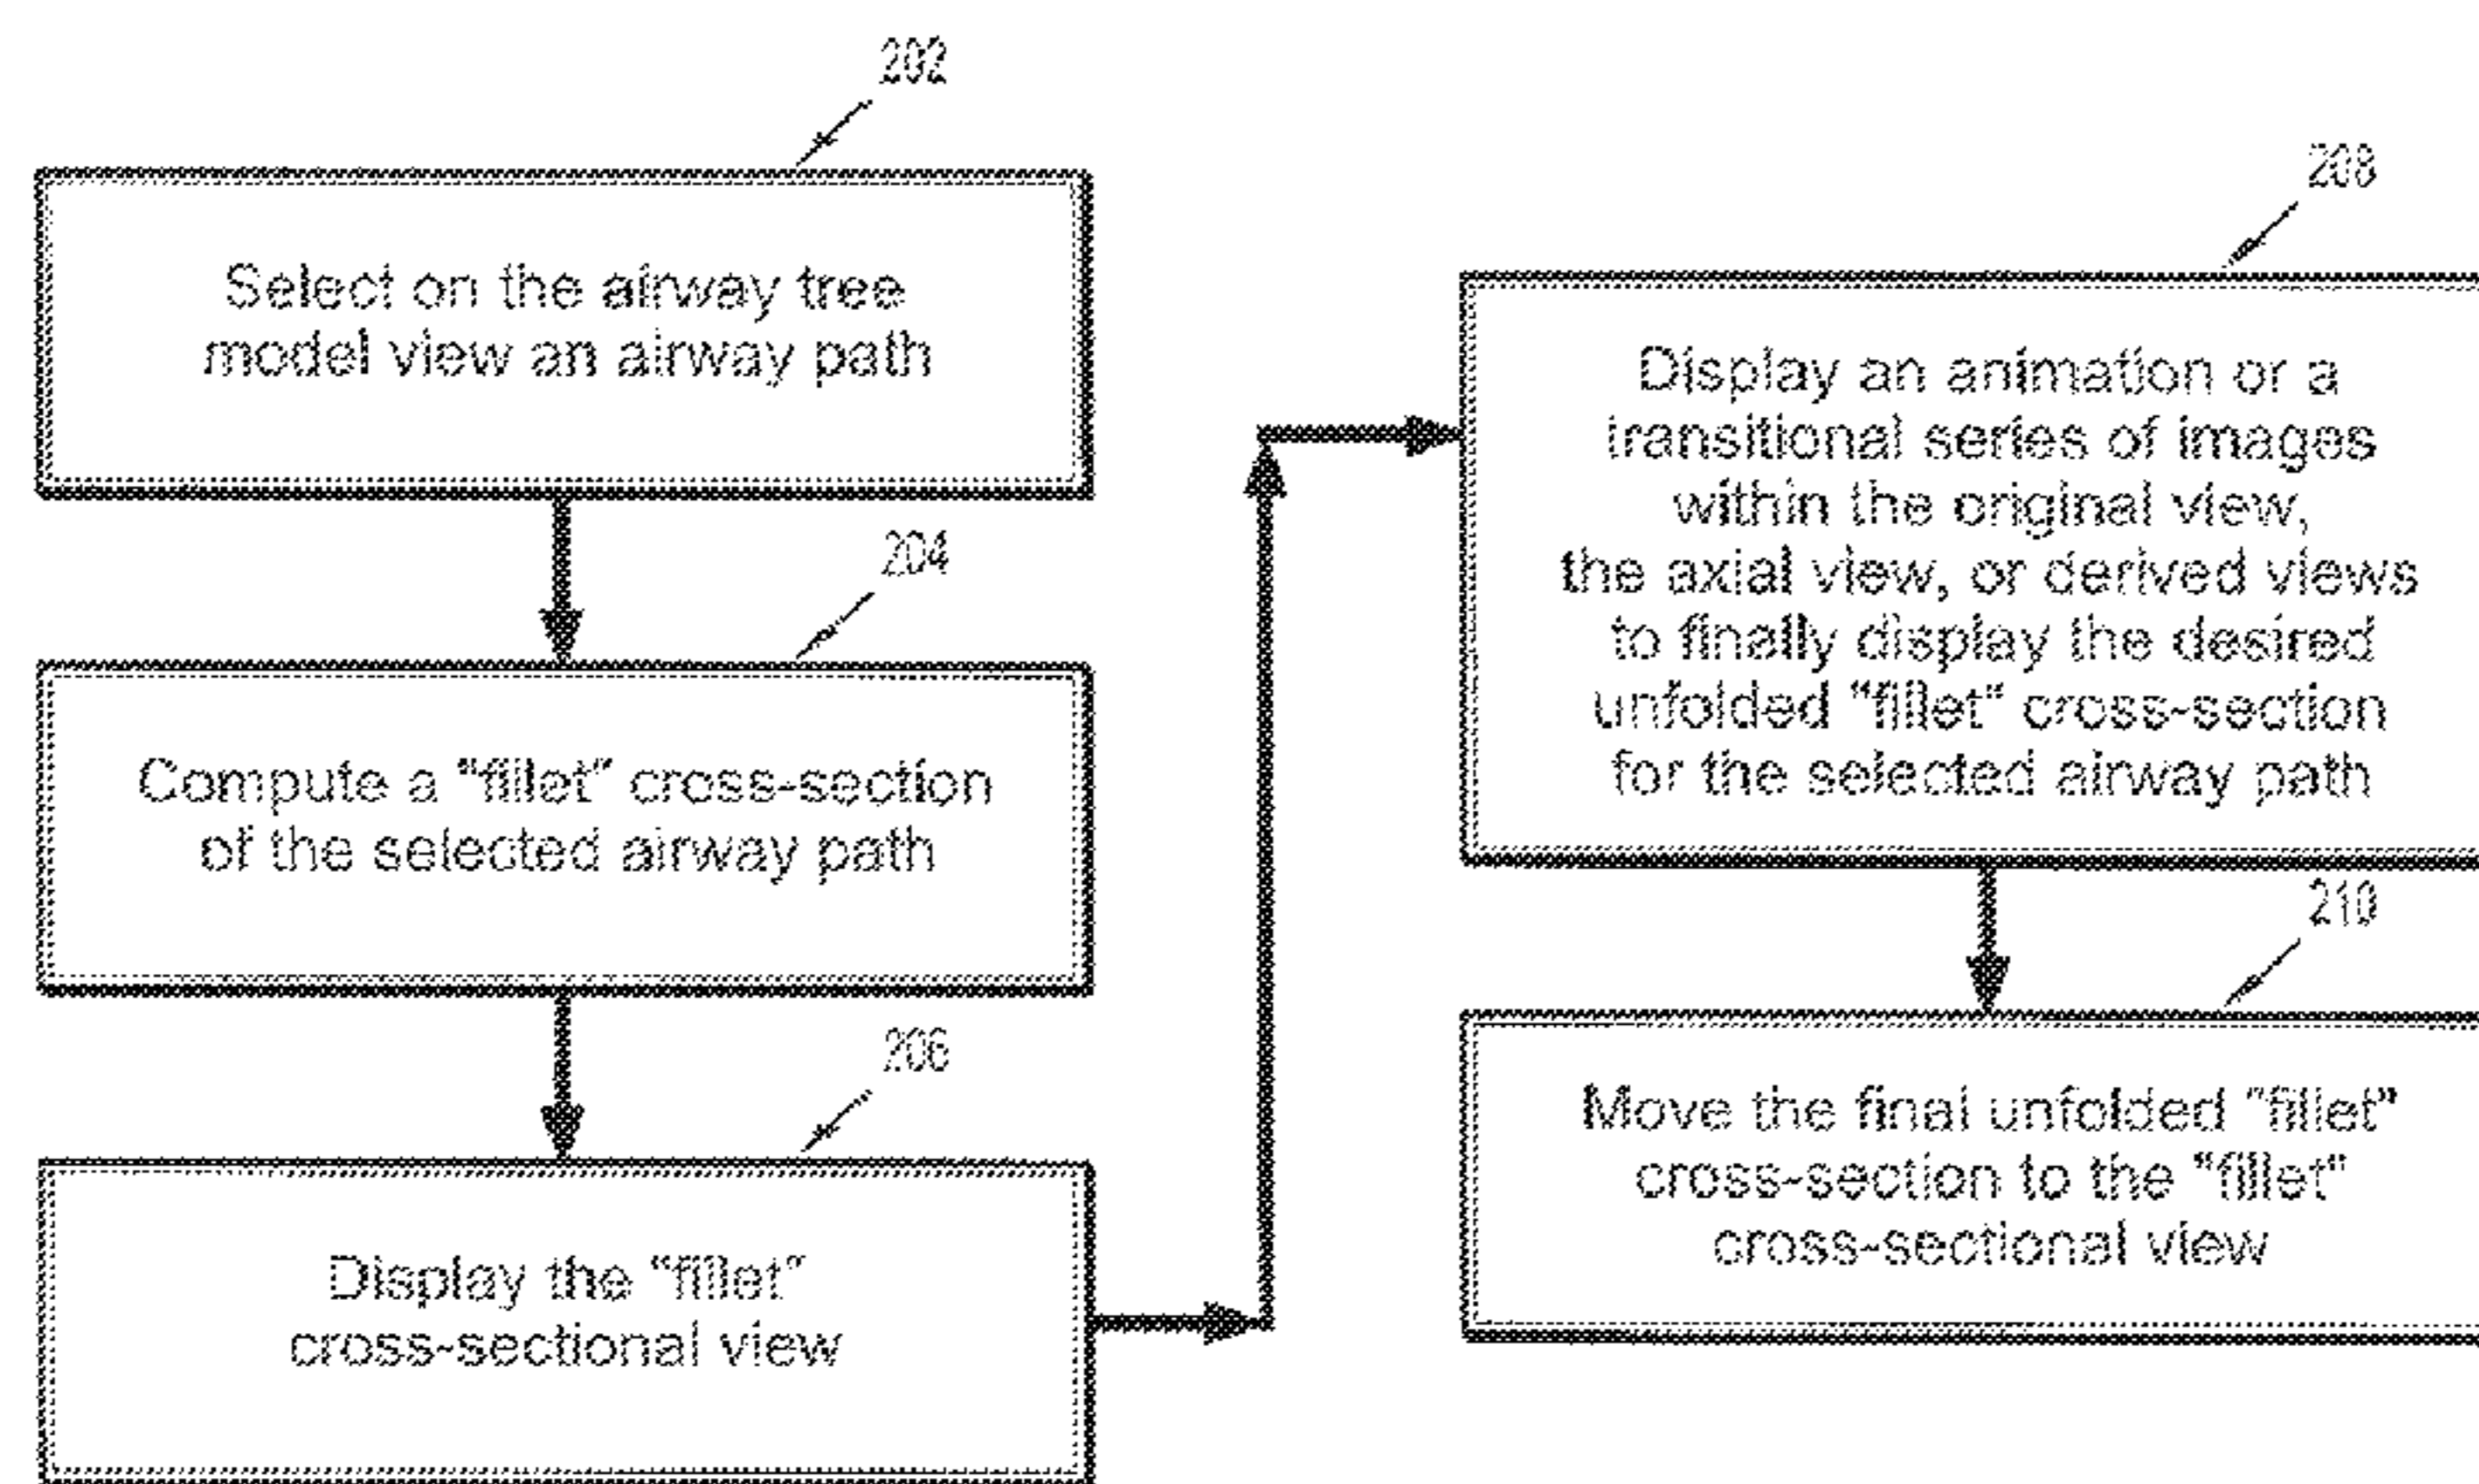 202
Select on the airway tree
model view an airway path
204
Compute a "fillet" cross-section
of the selected airway path
206
Display the "fillet"
cross-sectional view
208
Display an animation or a
transitional series of images
within the original view,
the axial view, or derived views
to finally display the desired
unfolded "fillet" cross-section
for the selected airway path
210
Move the final unfolded "fillet"
cross-section to the "fillet"
cross-sectional view